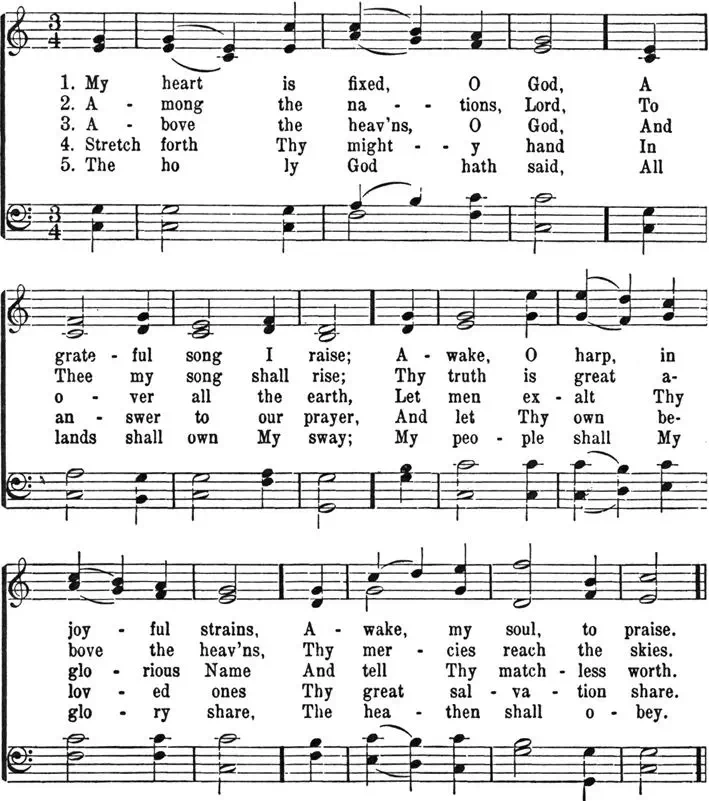 3
4
1. My heart is fixed, O God, A
2. A - mong the na - - tions, Lord, To
3. A - bove the heav'ns, O God, And
4. Stretch forth Thy might - - y hand In
5. The ho ly God hath said, All
3
4
grate - ful song I raise; A - wake, O harp, in
Thee my song shall rise; Thy truth is great a-
o - ver all the earth, Let men ex - alt Thy
an - swer to our prayer, And let Thy own be-
lands shall own My sway; My peo - ple shall My
joy - ful strains, A - wake, my soul, to praise.
bove the heav'ns, Thy mer - cies reach the skies.
glo - rious Name And tell Thy match - less worth.
lov - ed ones Thy great sal - va - tion share.
glo - ry share, The hea - then shall o - bey.